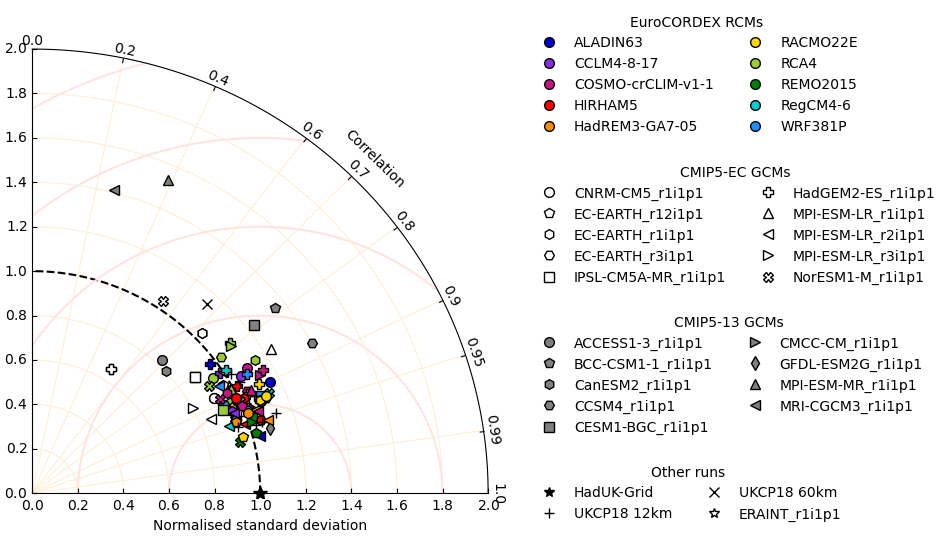 0.0
0.2
0.4
0.6
0.7
0.8
0.9
0.95
0.99
1.0
Correlation
2.0
1.8
1.6
1.4
1.2
1.0
0.8
0.6
0.4
0.2
0.0
0.0 0.2 0.4 0.6 0.8 1.0 1.2 1.4 1.6 1.8 2.0
Normalised standard deviation
EuroCORDEX RCMs
ALADIN63 RACMO22E
CCLM4-8-17 RCA4
COSMO-crCLIM-v1-1 REMO2015
HIRHAM5 RegCM4-6
HadREM3-GA7-05 WRF381P
CMIP5-EC GCMs
CNRM-CM5_r1i1p1 HadGEM2-ES_r1i1p1
EC-EARTH_r12i1p1 MPI-ESM-LR_r1i1p1
EC-EARTH_r1i1p1 MPI-ESM-LR_r2i1p1
EC-EARTH_r3i1p1 MPI-ESM-LR_r3i1p1
IPSL-CM5A-MR_r1i1p1 NorESM1-M_r1i1p1
CMIP5-13 GCMs
ACCESS1-3_r1i1p1 CMCC-CM_r1i1p1
BCC-CSM1-1_r1i1p1 GFDL-ESM2G_r1i1p1
CanESM2_r1i1p1 MPI-ESM-MR_r1i1p1
CCSM4_r1i1p1 MRI-CGCM3_r1i1p1
CESM1-BGC_r1i1p1
Other runs
HadUK-Grid UKCP18 60km
UKCP18 12km ERAINT_r1i1p1